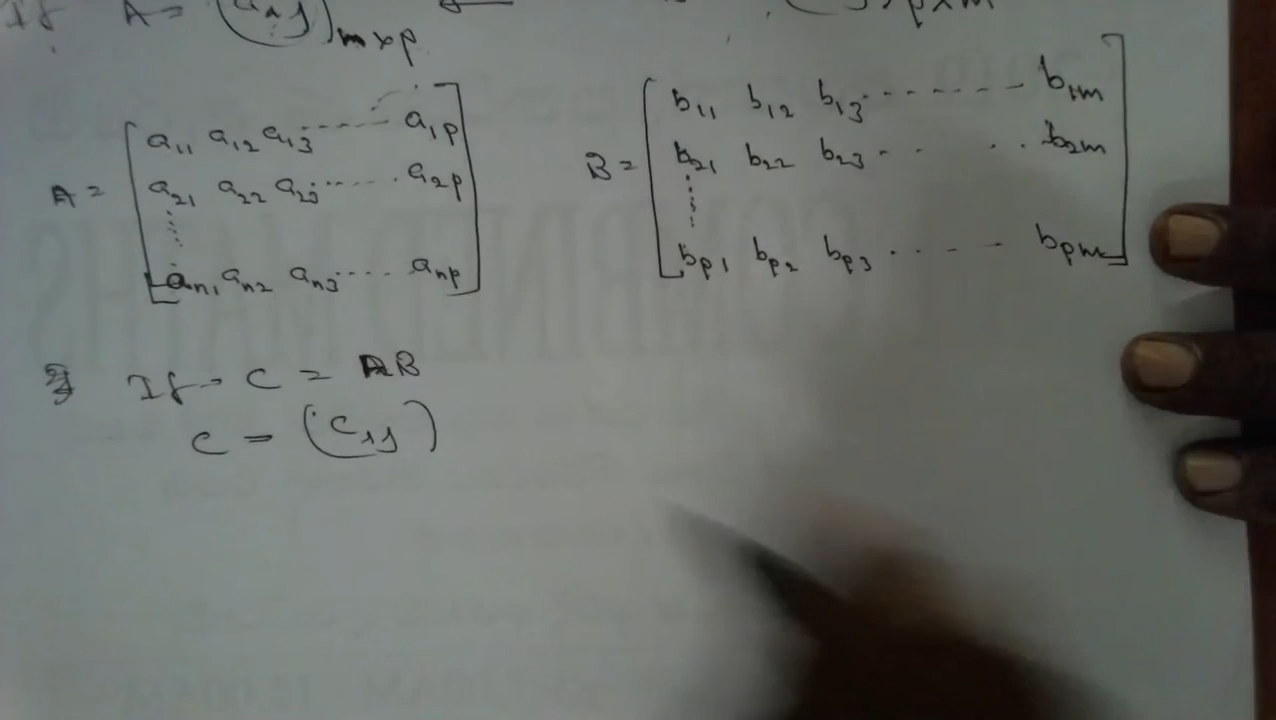 If A = (aij)m×p p×m
A = [ a11 a12 a13 ------ a1p
a21 a22 a23 ...... a2p
⋮
an1 an2 an3 ..... anp ]
B = [ b11 b12 b13 -------- b1m
b21 b22 b23 - - . . . b2m
⋮
bp1 bp2 bp3 ....--- bpm ]
If C = AB
C = (cij)